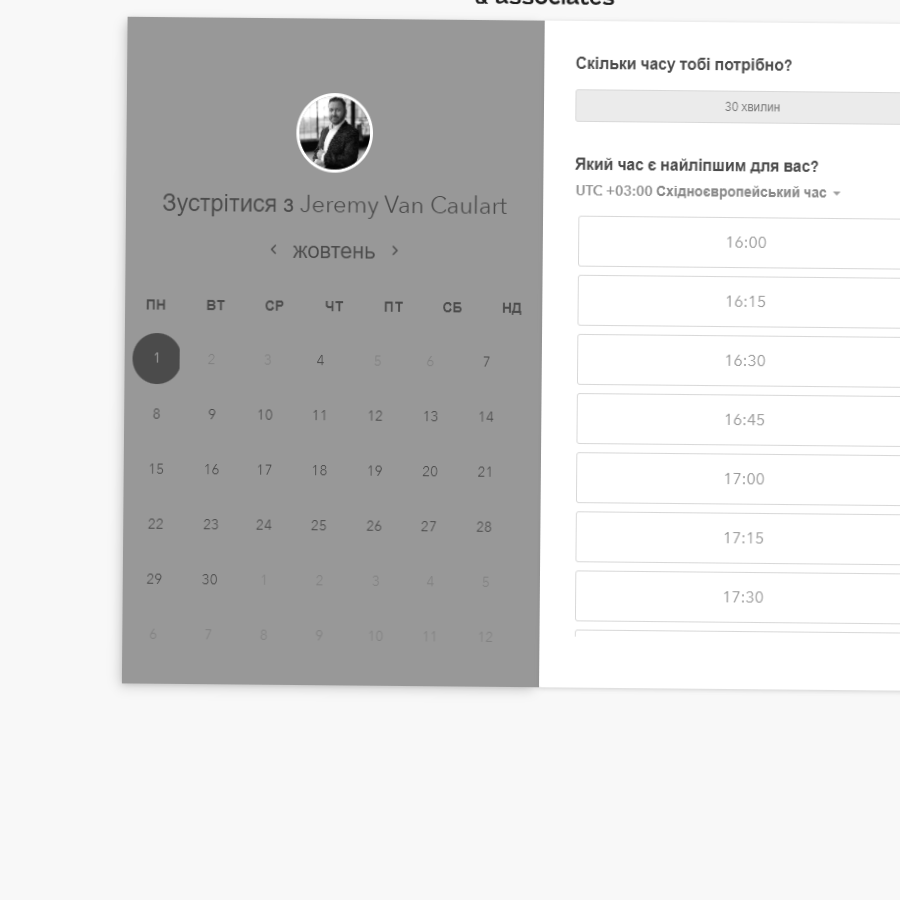 & associates
Зустрітися з Jeremy Van Caulart
жовтень
ПН ВТ СР ЧТ ПТ СБ НД
1 2 3 4 5 6 7
8 9 10 11 12 13 14
15 16 17 18 19 20 21
22 23 24 25 26 27 28
29 30 1 2 3 4 5
6 7 8 9 10 11 12
Скільки часу тобі потрібно?
30 хвилин
Який час є найліпшим для вас?
UTC +03:00 Східноєвропейський час
16:00
16:15
16:30
16:45
17:00
17:15
17:30